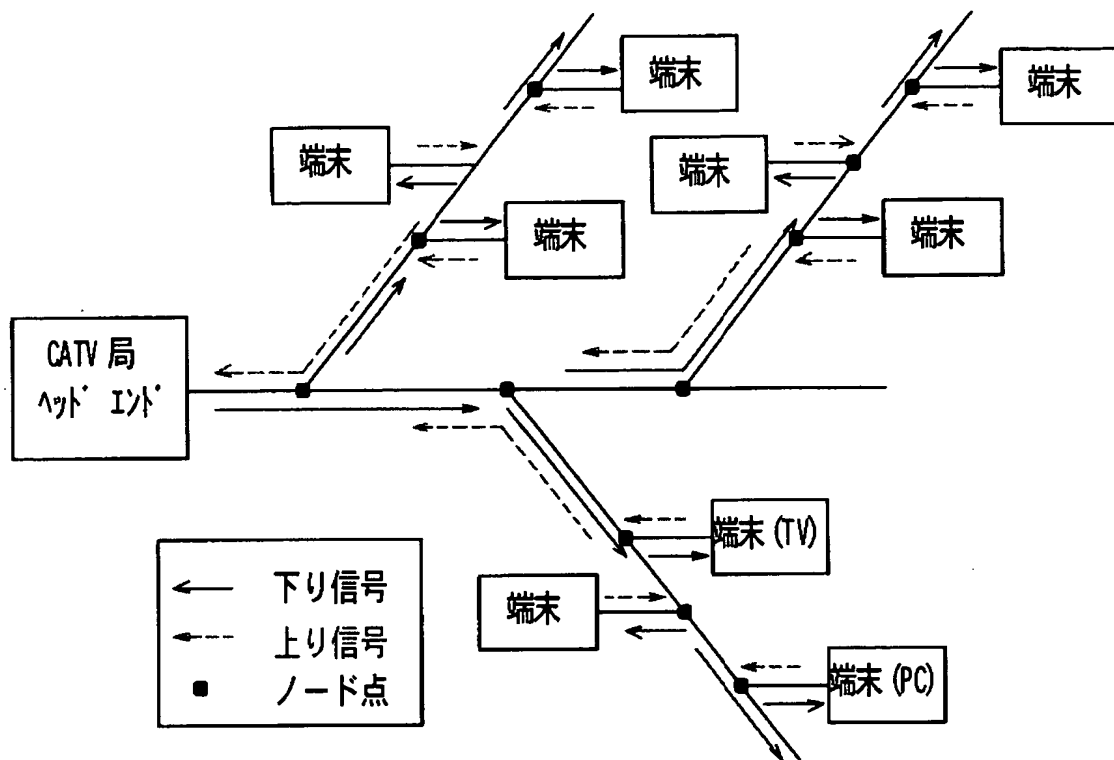 端末
端末
端末
端末
端末
端末
CATV 局
ﾍｯﾄﾞ ｴﾝﾄﾞ
端末 (TV)
端末
端末 (PC)
下り信号
上り信号
ノード点